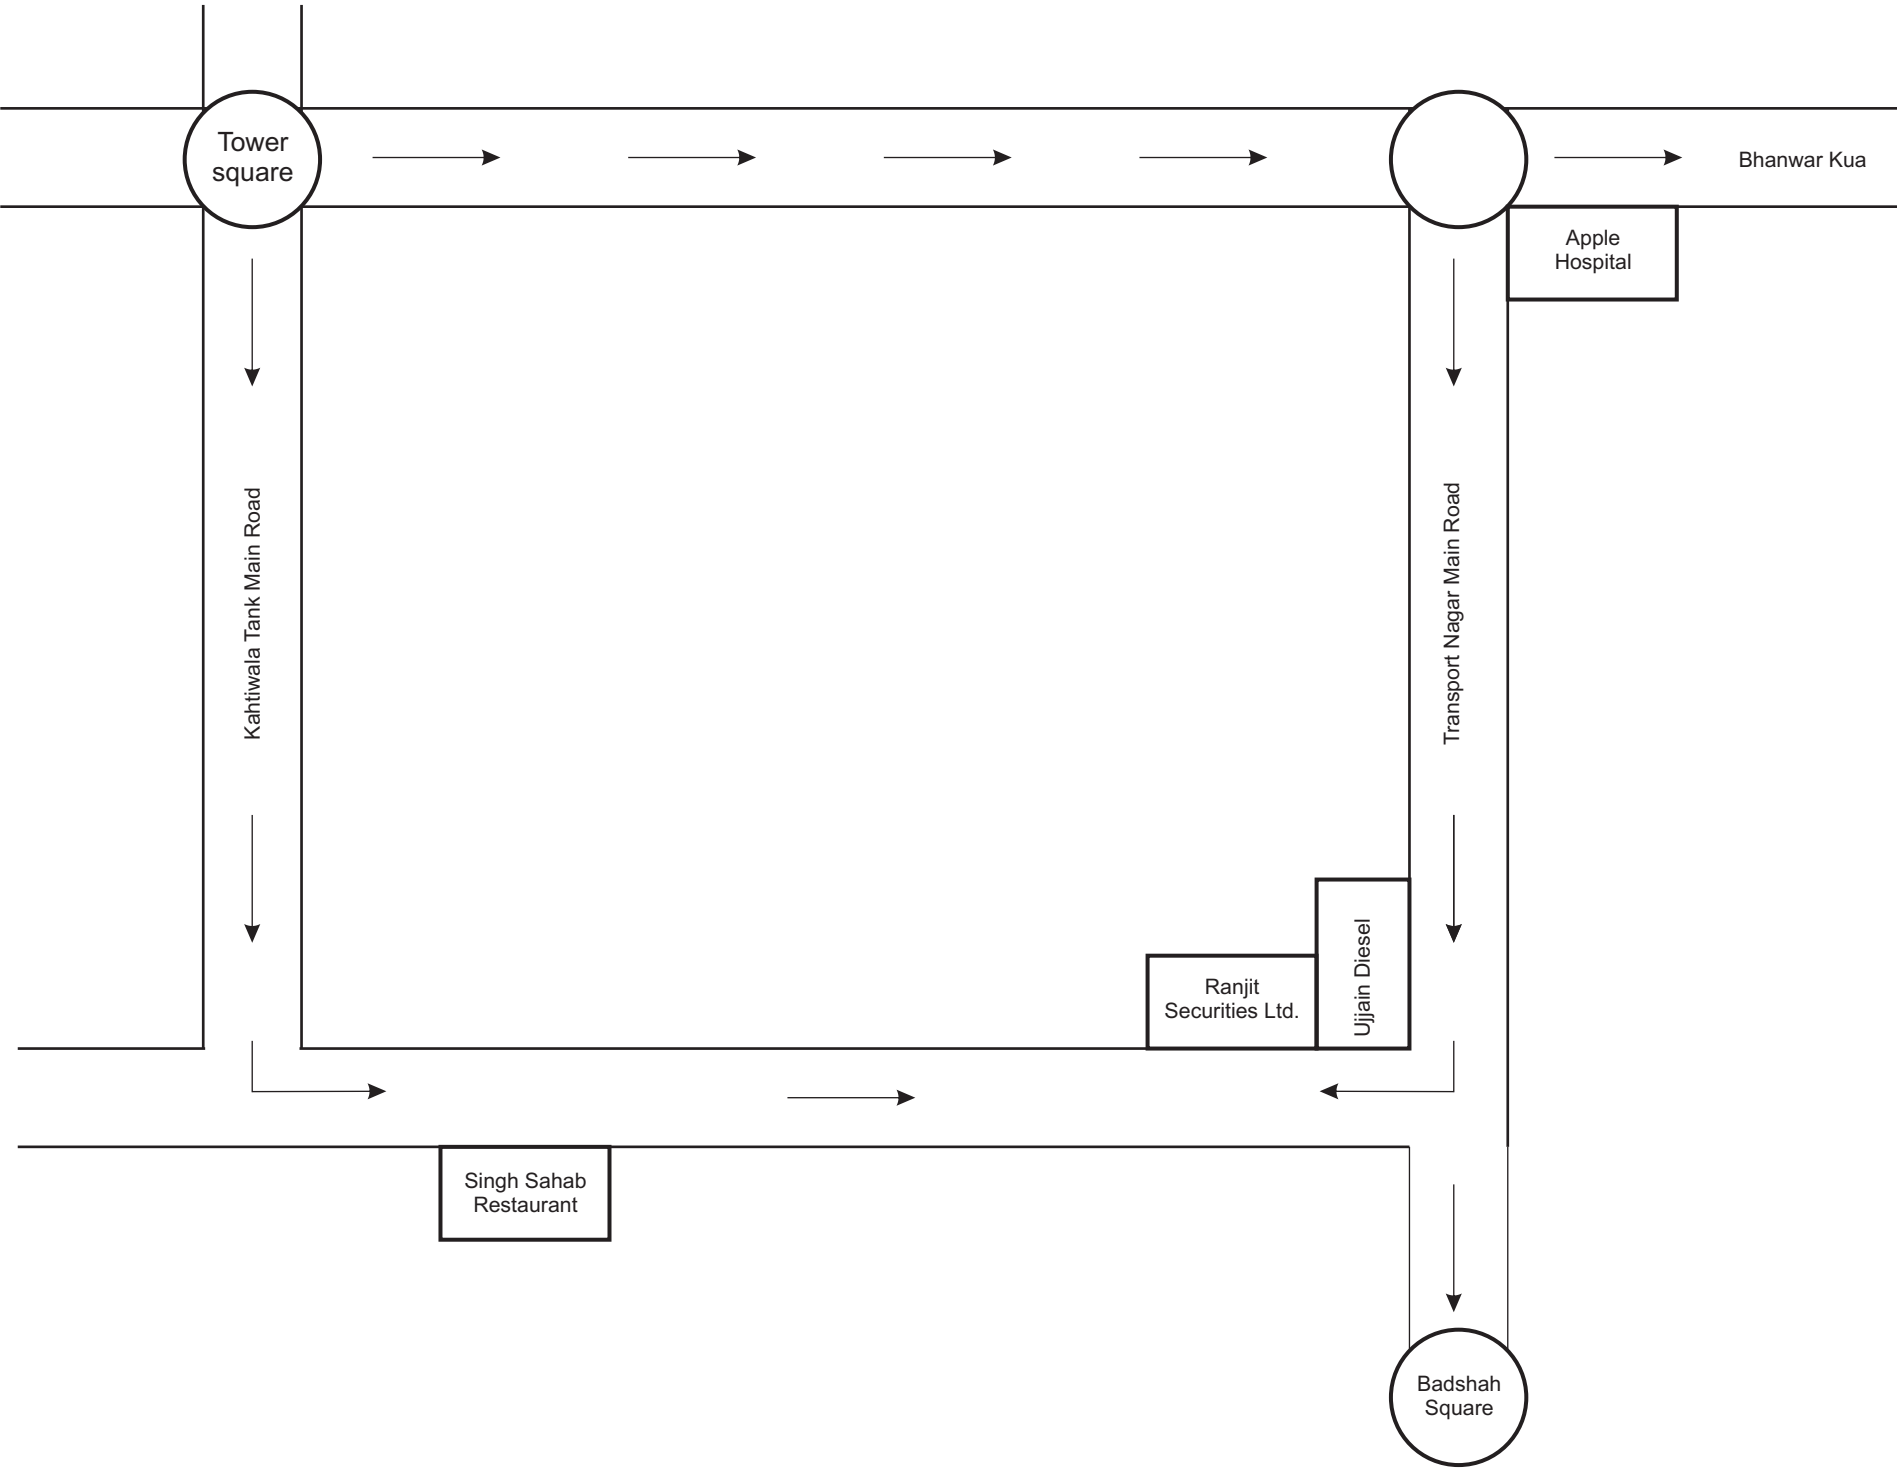 Tower
square
Bhanwar Kua
Apple
Hospital
Kahtiwala Tank Main Road
Transport Nagar Main Road
Ujjain Diesel
Ranjit
Securities Ltd.
Singh Sahab
Restaurant
Badshah
Square